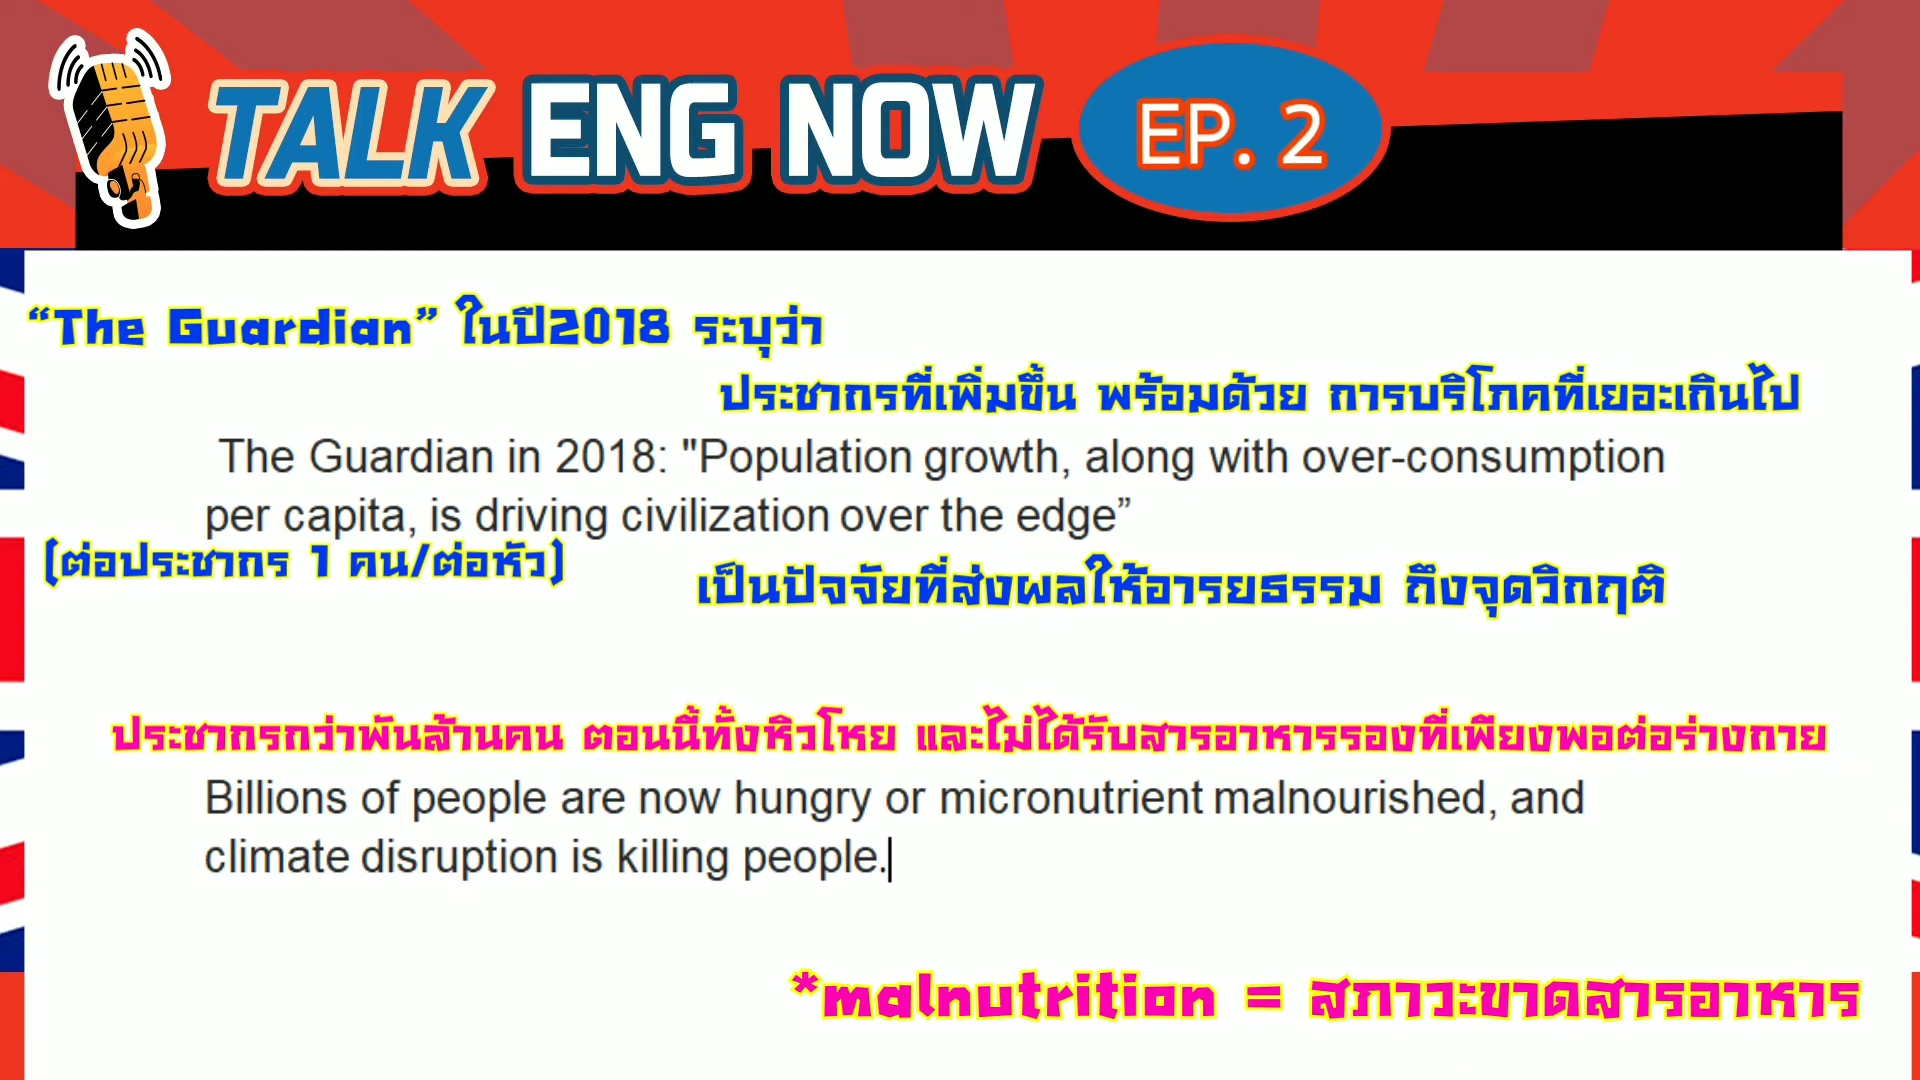 TALK ENG NOW EP. 2
“The Guardian” ในปี2018 ระบุว่า
ประชากรที่เพิ่มขึ้น พร้อมด้วย การบริโภคที่เยอะเกินไป
The Guardian in 2018: "Population growth, along with over-consumption
per capita, is driving civilization over the edge”
(ต่อประชากร 1 คน/ต่อหัว)
เป็นปัจจัยที่ส่งผลให้อารยธรรม ถึงจุดวิกฤติ
ประชากรกว่าพันล้านคน ตอนนี้ทั้งหิวโหย และไม่ได้รับสารอาหารรองที่เพียงพอต่อร่างกาย
Billions of people are now hungry or micronutrient malnourished, and
climate disruption is killing people.
*malnutrition = สภาวะขาดสารอาหาร